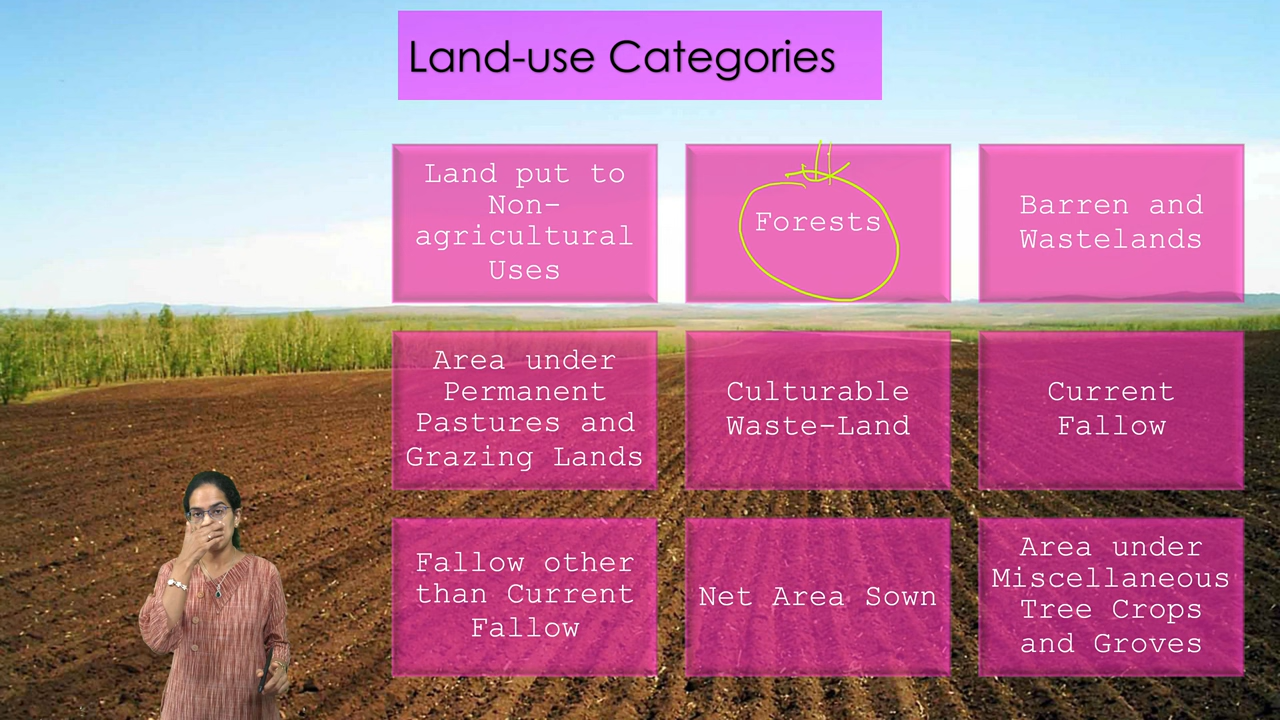 Land-use Categories
Land put to
Non-
agricultural
Uses
Forests
Barren and
Wastelands
Area under
Permanent
Pastures and
Grazing Lands
Culturable
Waste-Land
Current
Fallow
Fallow other
than Current
Fallow
Net Area Sown
Area under
Miscellaneous
Tree Crops
and Groves